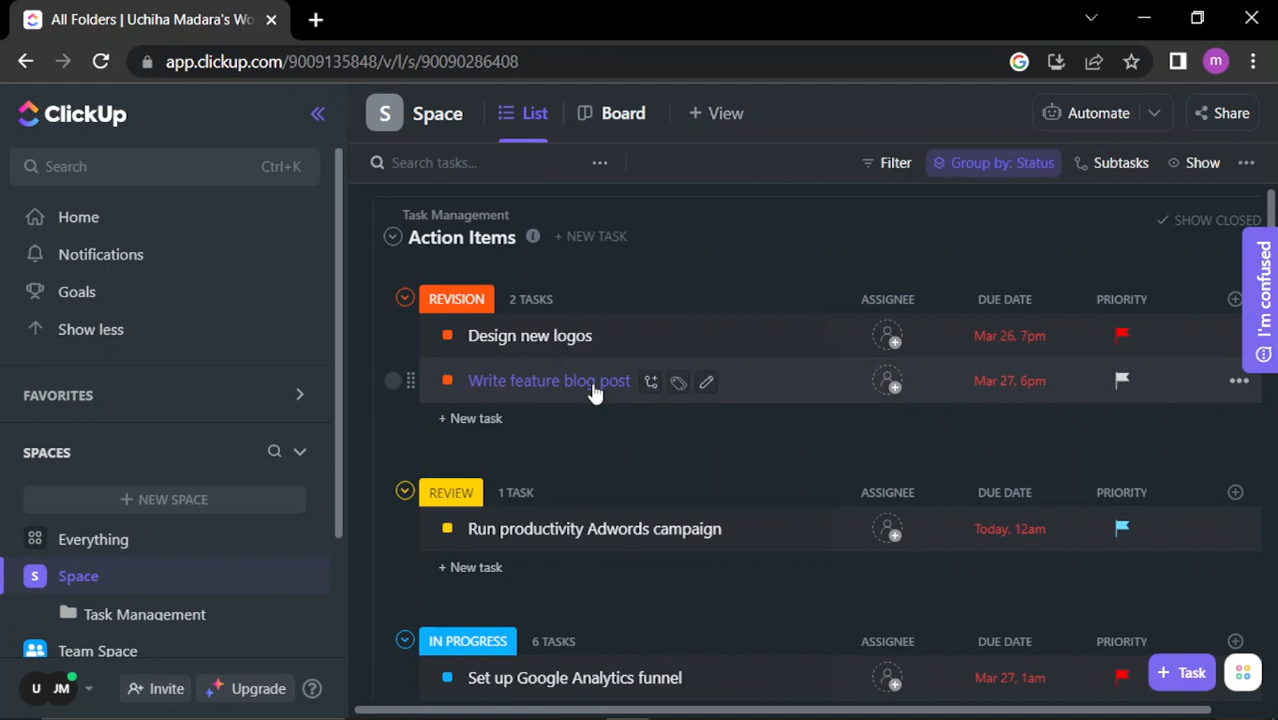 All Folders | Uchiha Madara's Wo
app.clickup.com/9009135848/v/l/s/90090286408
m
ClickUp
S Space
List
Board
+ View
Automate
Share
Search Ctrl+K
Search tasks...
Filter
Group by: Status
Subtasks
Show
Home
Notifications
Goals
Show less
FAVORITES
SPACES
+ NEW SPACE
Everything
S Space
Task Management
Team Space
U JM
Invite
Upgrade
?
Task Management
Action Items
+ NEW TASK
SHOW CLOSED
I'm confused
REVISION 2 TASKS ASSIGNEE DUE DATE PRIORITY
Design new logos Mar 26, 7pm
Write feature blog post Mar 27, 6pm
+ New task
REVIEW 1 TASK ASSIGNEE DUE DATE PRIORITY
Run productivity Adwords campaign Today, 12am
+ New task
IN PROGRESS 6 TASKS ASSIGNEE DUE DATE PRIORITY
Set up Google Analytics funnel Mar 27, 1am
+ Task